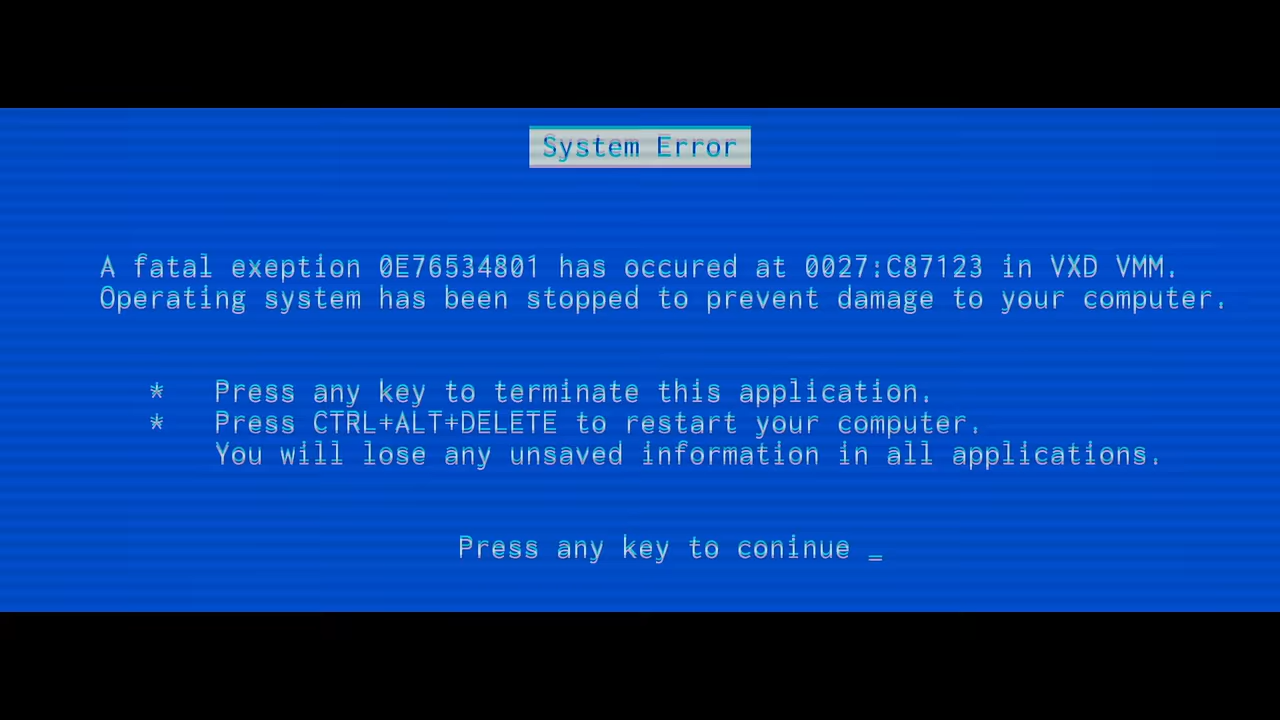 System Error
A fatal exeption 0E76534801 has occured at 0027:C87123 in VXD VMM.
Operating system has been stopped to prevent damage to your computer.
* Press any key to terminate this application.
* Press CTRL+ALT+DELETE to restart your computer.
You will lose any unsaved information in all applications.
Press any key to coninue _